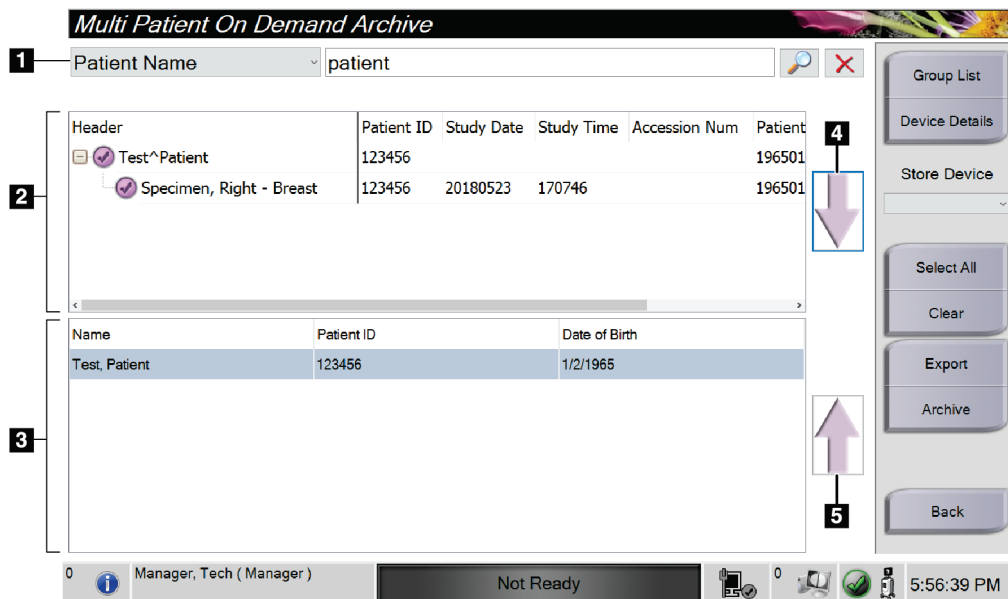 Multi Patient On Demand Archive
1
Patient Name
patient
Group List
Device Details
Store Device
Select All
Clear
Export
Archive
Back
2
Header Patient ID Study Date Study Time Accession Num Patient
Test^Patient 123456 196501
Specimen, Right - Breast 123456 20180523 170746 196501
4
3
Name Patient ID Date of Birth
Test, Patient 123456 1/2/1965
5
0
Manager, Tech ( Manager )
Not Ready
0
5:56:39 PM